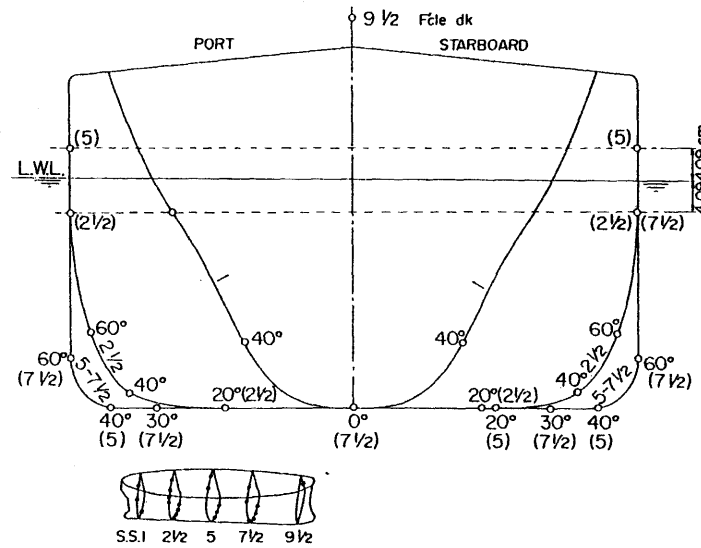 9 1/2 F'cle dk
PORT STARBOARD
(5) (5)
L.W.L.
(2 1/2) (2 1/2) (7 1/2)
1 1
40° 40°
60° 60°
2 1/2 2 1/2
60° 60°
(7 1/2) (7 1/2)
5-7 1/2 5-7 1/2
40° 40°
20° (2 1/2) 20° (2 1/2)
40° 30° 0° 20° 30° 40°
(5) (7 1/2) (7 1/2) (5) (7 1/2) (5)
S.S.1 2 1/2 5 7 1/2 9 1/2